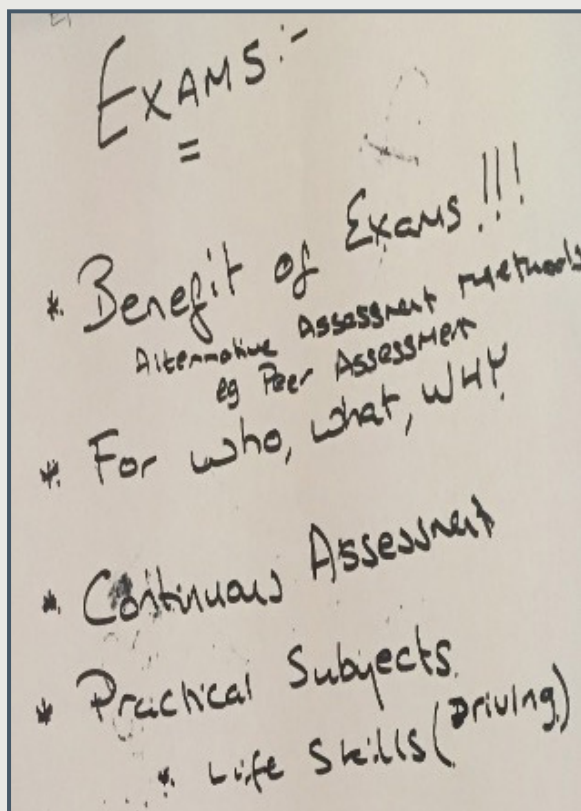 EXAMS:-
* Benefit of Exams!!!
Alternative Assessment Methods
eg Peer Assessment
* For who, what, WHY
* Continuous Assessment
* Practical Subjects.
* Life Skills (Driving)